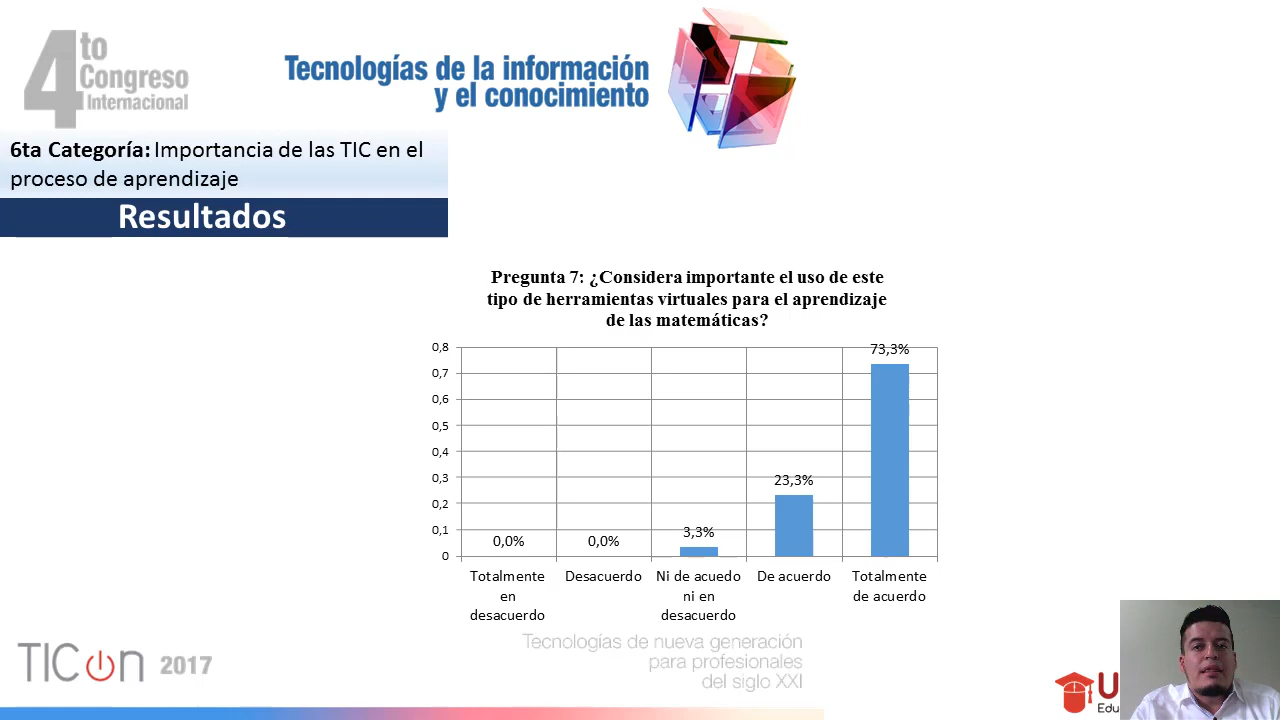 4to
Congreso
Internacional
Tecnologías de la información
y el conocimiento
6ta Categoría: Importancia de las TIC en el
proceso de aprendizaje
Resultados
Pregunta 7: ¿Considera importante el uso de este
tipo de herramientas virtuales para el aprendizaje
de las matemáticas?
0,8
0,7
0,6
0,5
0,4
0,3
0,2
0,1
0
0,0%
0,0%
3,3%
23,3%
73,3%
Totalmente
en
desacuerdo
Desacuerdo
Ni de acuedo
ni en
desacuerdo
De acuerdo
Totalmente
de acuerdo
Tecnologías de nueva generación
para profesionales
del siglo XXI
TICon 2017